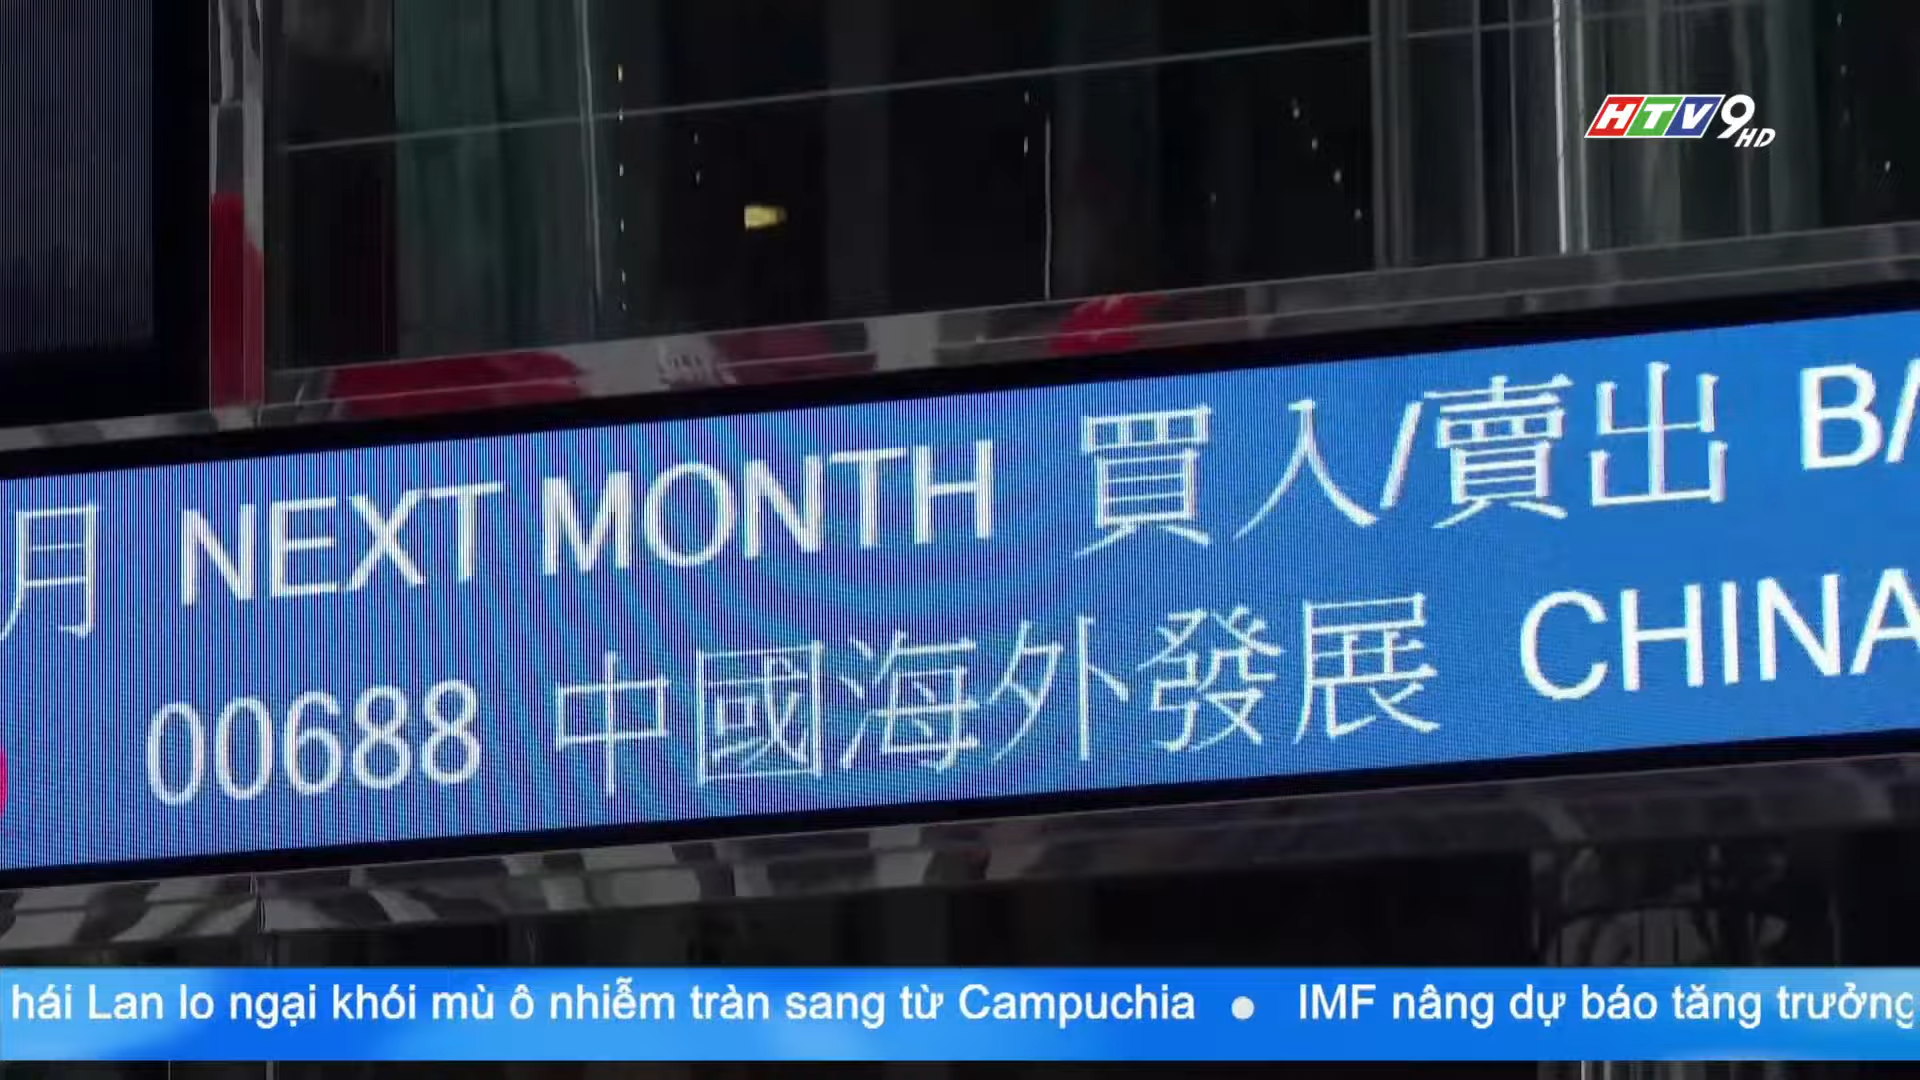 HTV9 HD
月 NEXT MONTH 買入/賣出 B/
00688 中國海外發展 CHINA
hái Lan lo ngại khói mù ô nhiễm tràn sang từ Campuchia ● IMF nâng dự báo tăng trưởng